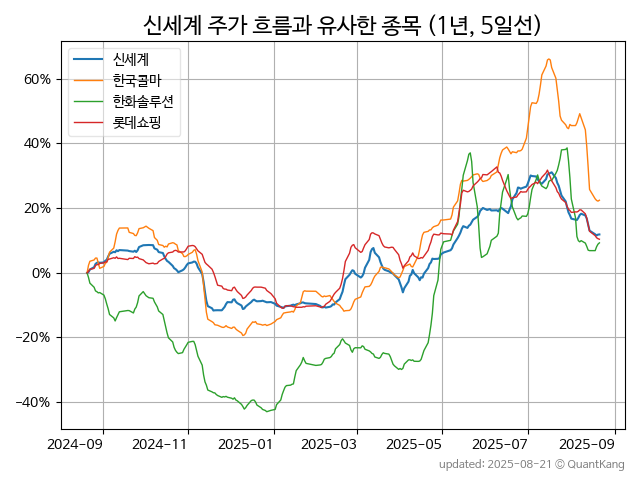 신세계 주가 흐름과 유사한 종목 (1년, 5일선)
신세계
한국콜마
한화솔루션
롯데쇼핑
60%
40%
20%
0%
−20%
−40%
2024-09 2024-11 2025-01 2025-03 2025-05 2025-07 2025-09
updated: 2025-08-21 © QuantKang